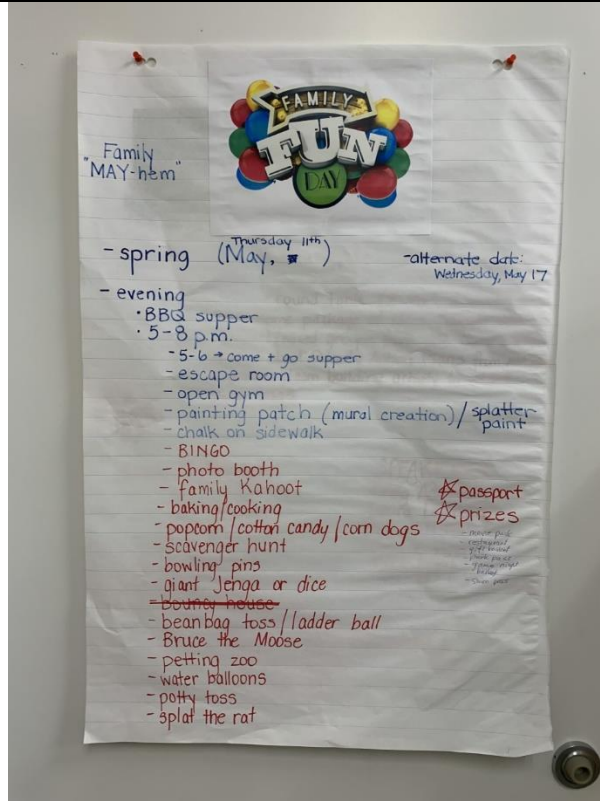 FAMILY
FUN
DAY
Family
"MAY-hem"
-spring (May, Thursday 11th)
-alternate date:
Wednesday, May 17
- evening
•BBQ supper
• 5-8 p.m.
-5-6 → come + go supper
-escape room
-open gym
-painting patch (mural creation)/splatter paint
-chalk on sidewalk
- BINGO
- photo booth
- family Kahoot
-baking/cooking
☆passport
☆prizes
- popcorn/cotton candy/corn dogs
-scavenger hunt
- bowling pins
- giant Jenga or dice
- bouncy house
-bean bag toss/ladder ball
- Bruce the Moose
- petting zoo
-water balloons
- potty toss
-splat the rat